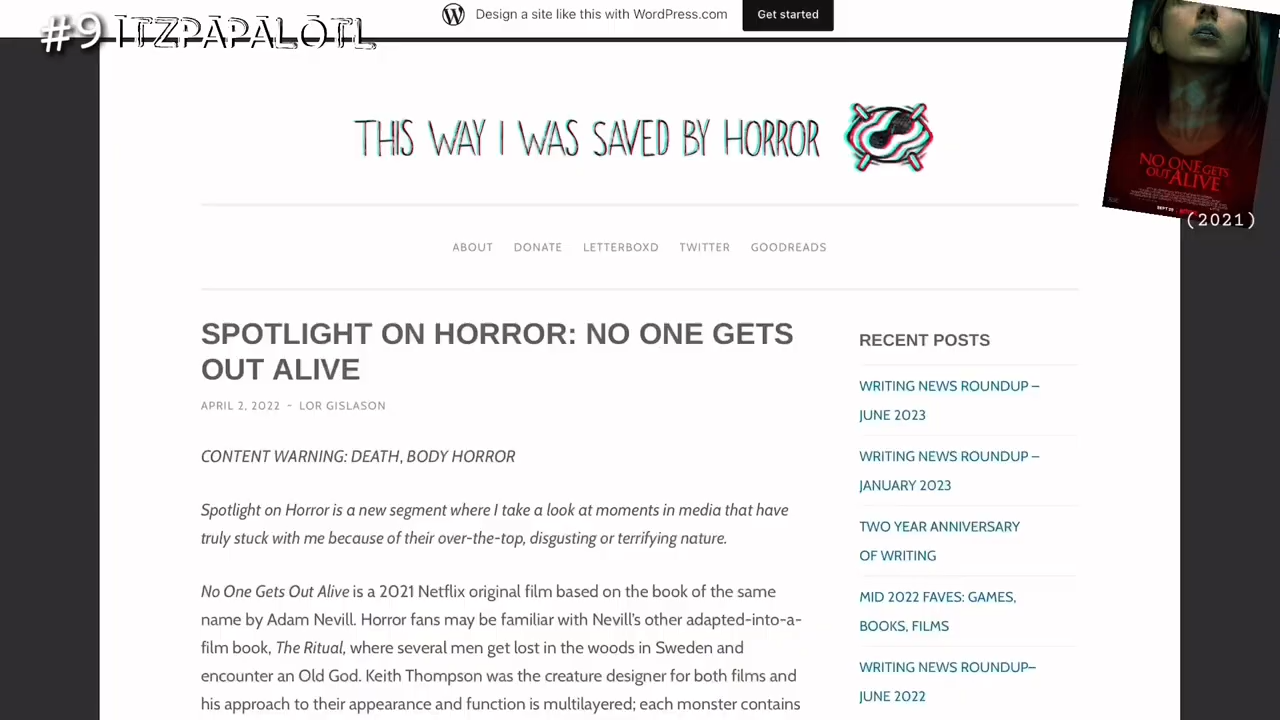 Design a site like this with WordPress.com
Get started
#9 ITZPAPALOTL
THIS WAY I WAS SAVED BY HORROR
NO ONE GETS
OUT ALIVE
(2021)
ABOUT DONATE LETTERBOXD TWITTER GOODREADS
SPOTLIGHT ON HORROR: NO ONE GETS
OUT ALIVE
APRIL 2, 2022 ~ LOR GISLASON
CONTENT WARNING: DEATH, BODY HORROR
Spotlight on Horror is a new segment where I take a look at moments in media that have
truly stuck with me because of their over-the-top, disgusting or terrifying nature.
No One Gets Out Alive is a 2021 Netflix original film based on the book of the same
name by Adam Nevill. Horror fans may be familiar with Nevill’s other adapted-into-a-
film book, The Ritual, where several men get lost in the woods in Sweden and
encounter an Old God. Keith Thompson was the creature designer for both films and
his approach to their appearance and function is multilayered; each monster contains
RECENT POSTS
WRITING NEWS ROUNDUP –
JUNE 2023
WRITING NEWS ROUNDUP –
JANUARY 2023
TWO YEAR ANNIVERSARY
OF WRITING
MID 2022 FAVES: GAMES,
BOOKS, FILMS
WRITING NEWS ROUNDUP–
JUNE 2022